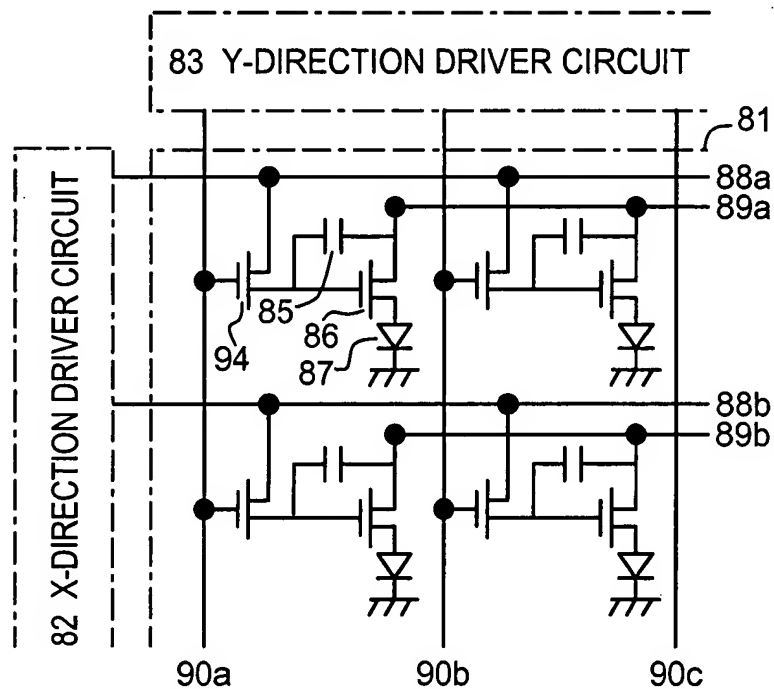 83 Y-DIRECTION DRIVER CIRCUIT
81
82 X-DIRECTION DRIVER CIRCUIT
88a
89a
94
85
86
87
88b
89b
90a
90b
90c